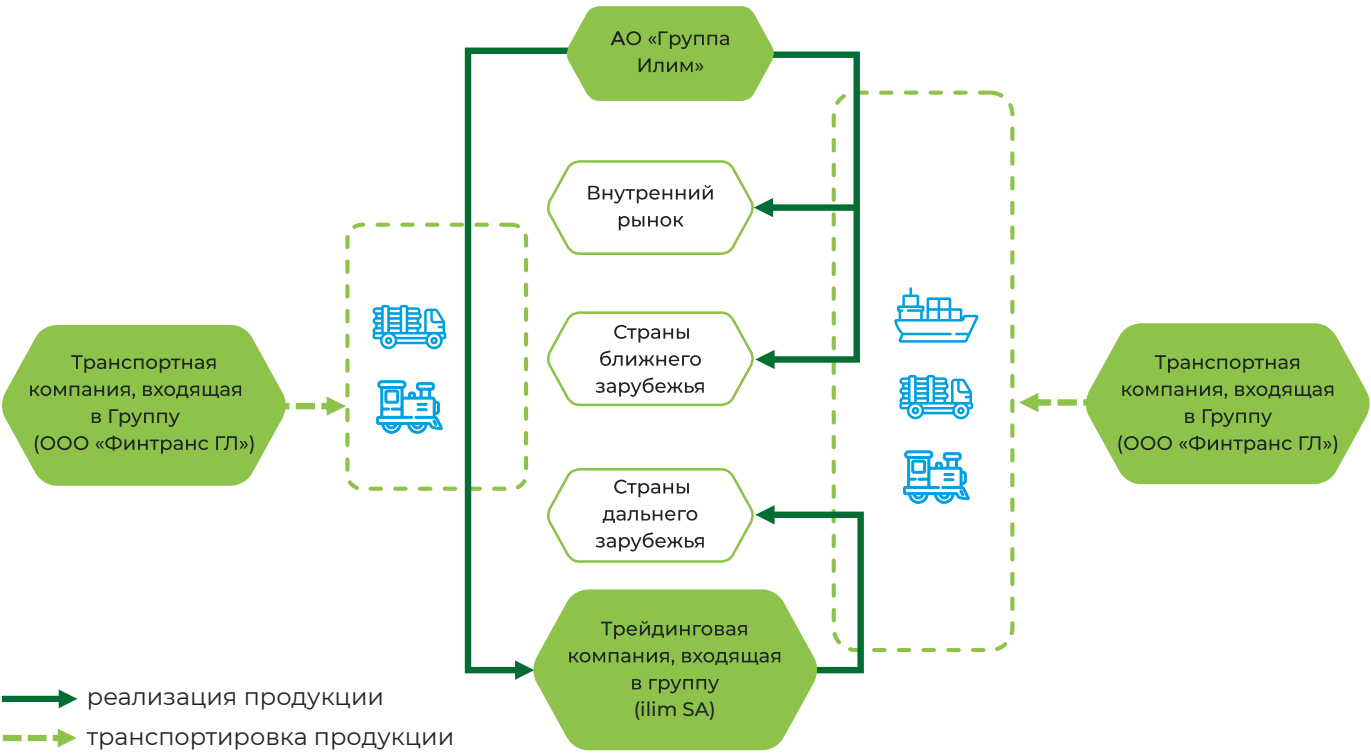 АО «Группа
Илим»
Внутренний
рынок
Страны
ближнего
зарубежья
Транспортная
компания, входящая
в Группу
(ООО «Финтранс ГЛ»)
Транспортная
компания, входящая
в Группу
(ООО «Финтранс ГЛ»)
Страны
дальнего
зарубежья
Трейдинговая
компания, входящая
в группу
(ilim SA)
реализация продукции
транспортировка продукции